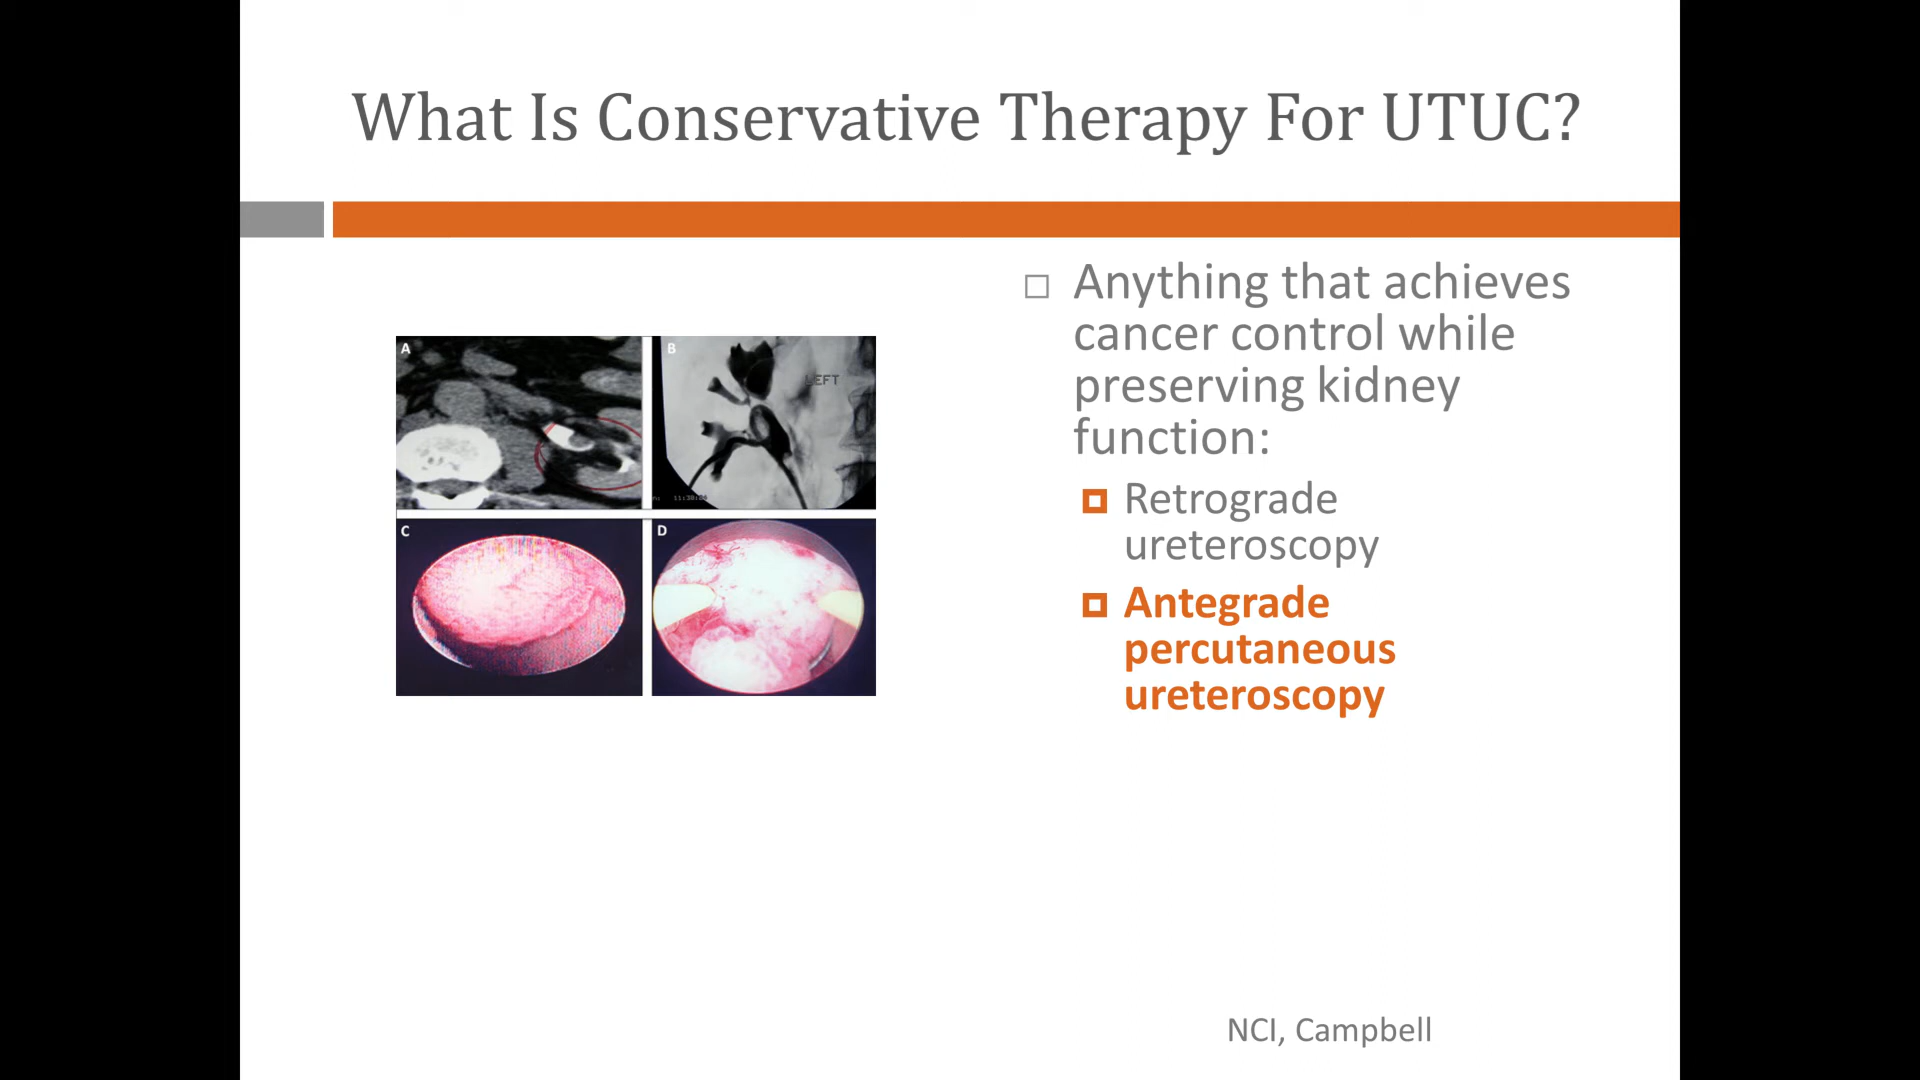 What Is Conservative Therapy For UTUC?
A
B
LEFT
C
D
Anything that achieves
cancer control while
preserving kidney
function:
Retrograde
ureteroscopy
Antegrade
percutaneous
ureteroscopy
NCI, Campbell